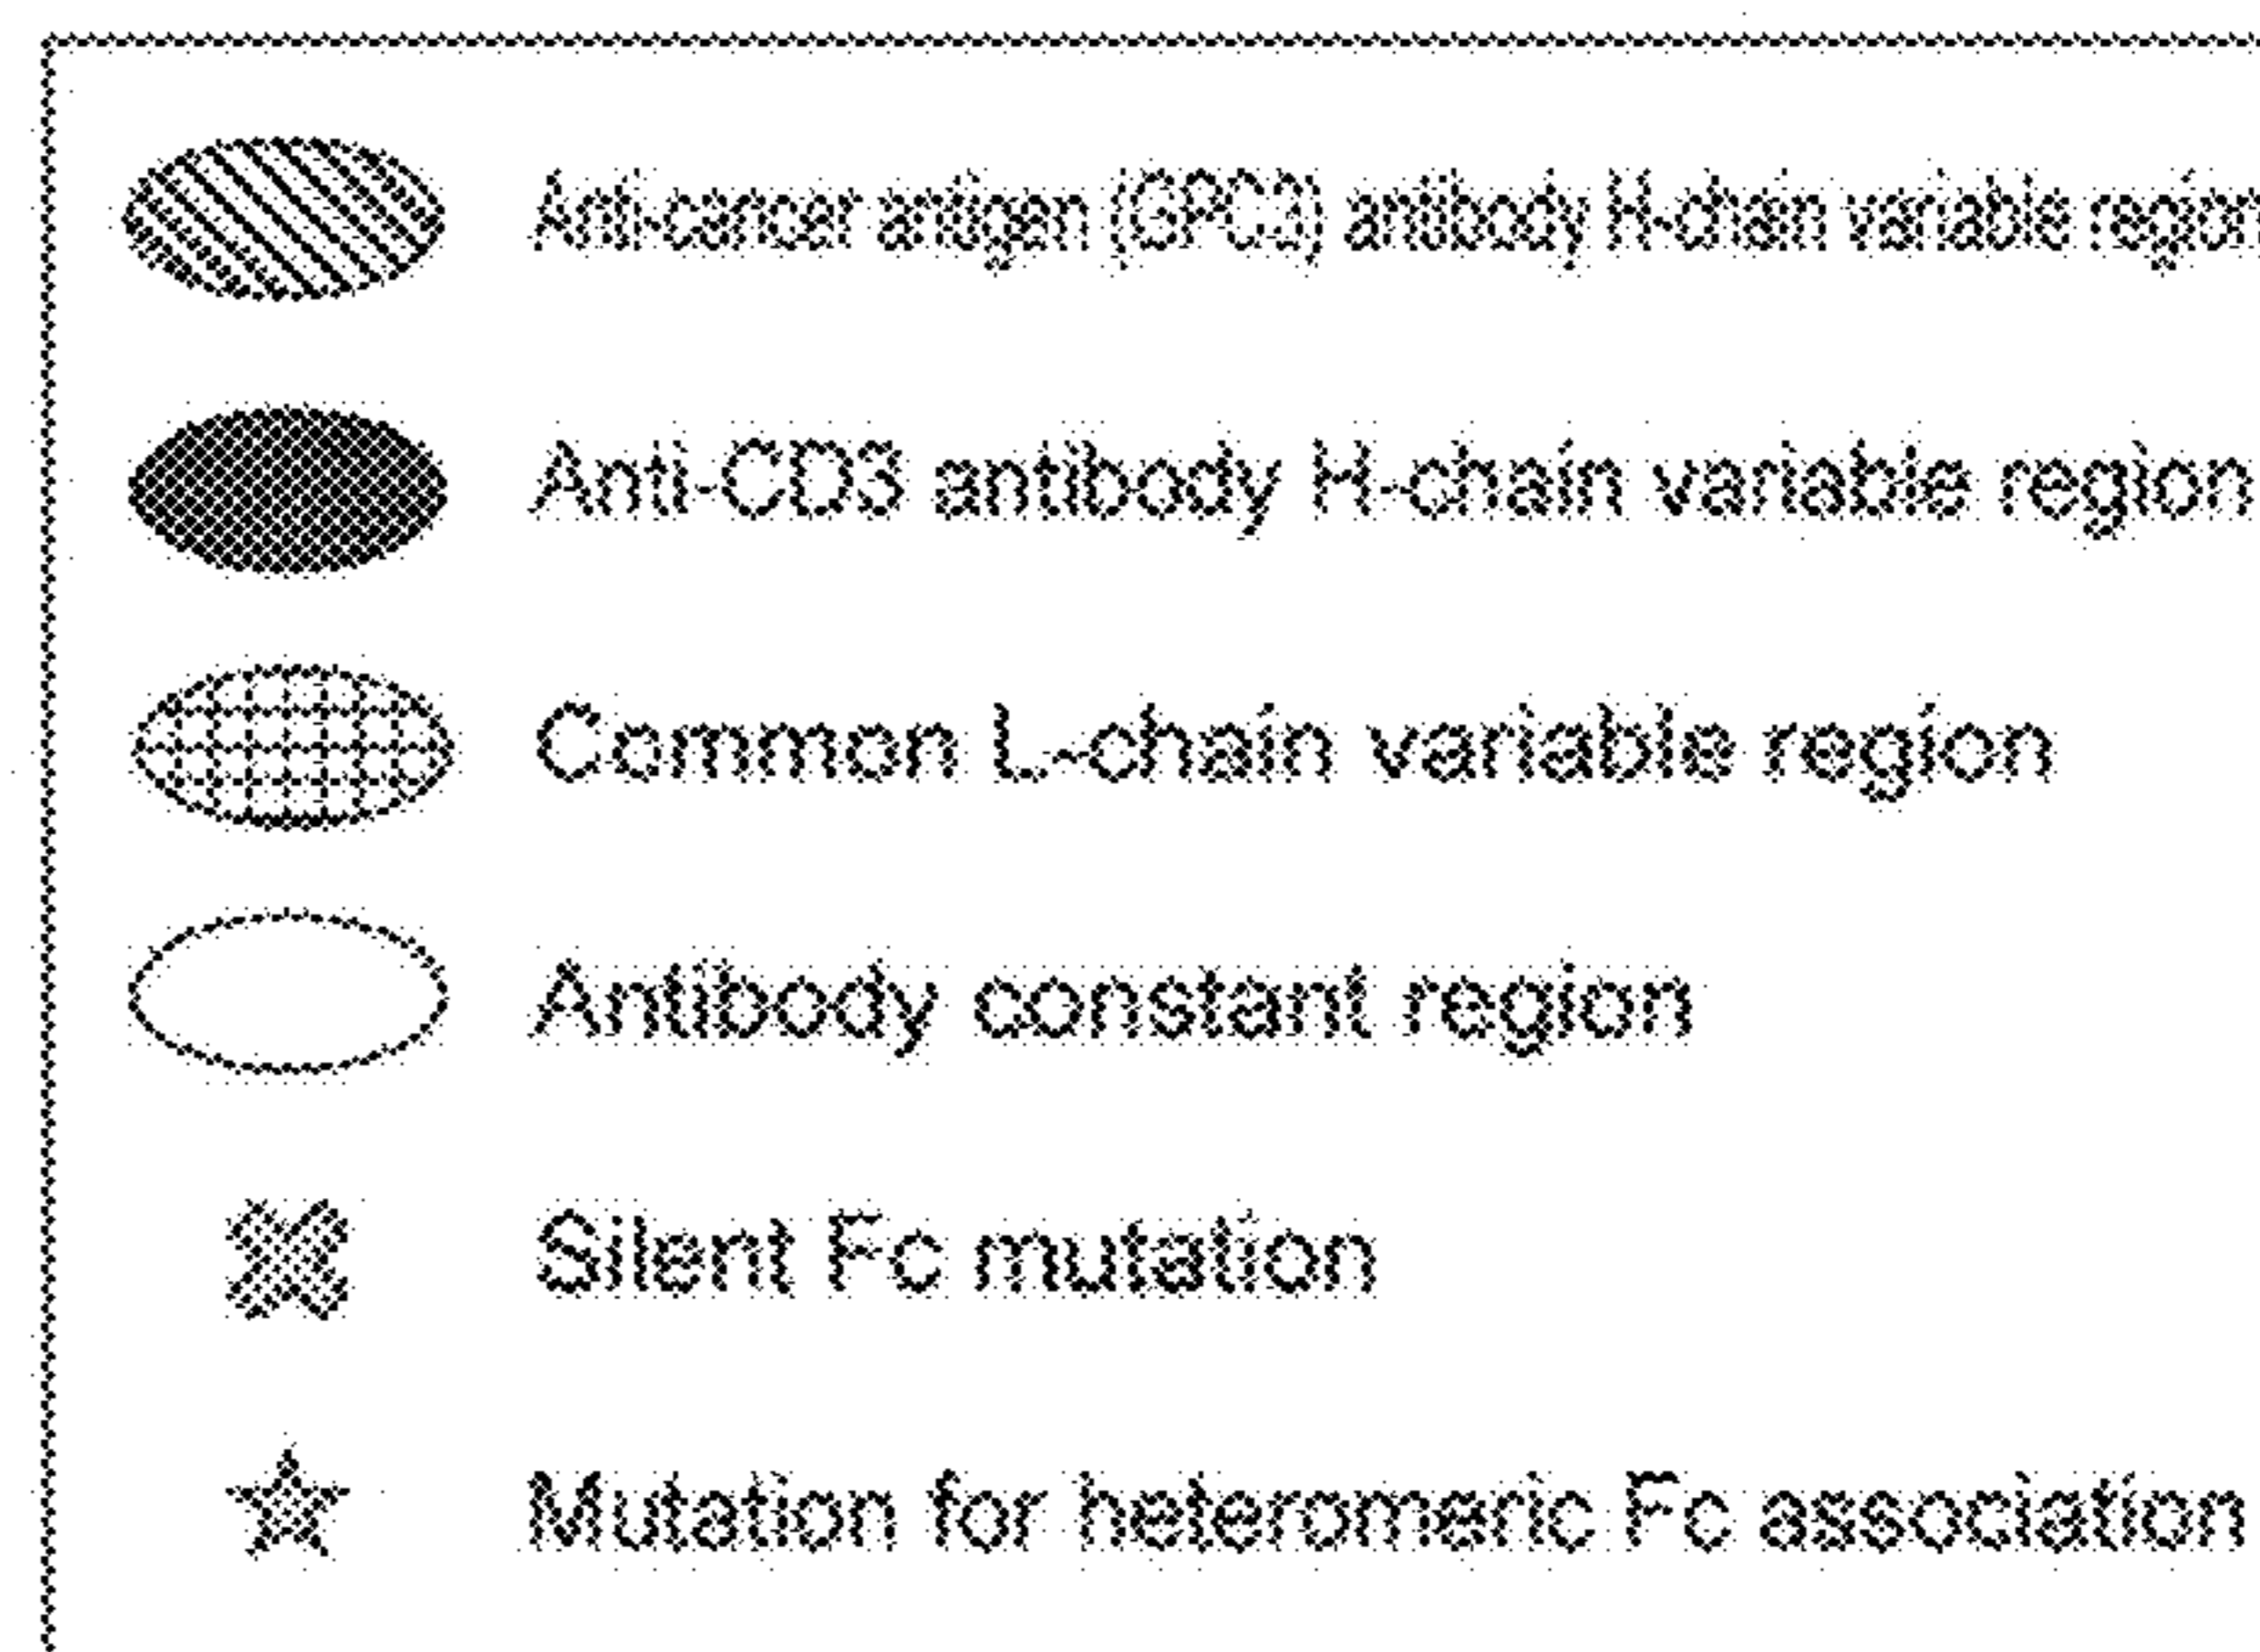 Anti-cancer antigen (GPC3) antibody H-chain variable region
Anti-CD3 antibody H-chain variable region
Common L-chain variable region
Antibody constant region
Silent Fc mutation
Mutation for heteromeric Fc association